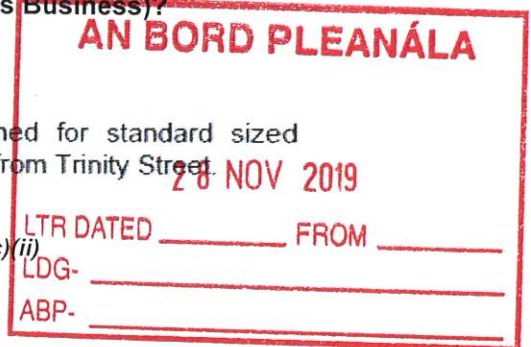 s Business)?
AN BORD PLEANÁLA
ned for standard sized
from Trinity Street.
28 NOV 2019
LTR DATED FROM
)(ii)
LDG-
ABP-